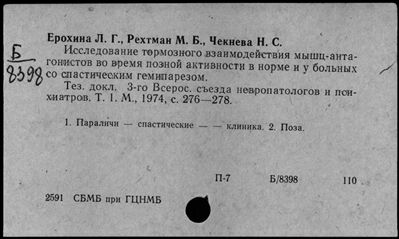 Ерохина Л. Г., Рехтман М. Б., Чекнева Н. С.
Б
8398
Исследование тормозного взаимодействия мышц-анта-
гонистов во время позной активности в норме и у больных
со спастическим гемипарезом.
Тез. докл. 3-го Всерос. съезда невропатологов и пси-
хиатров, Т. 1. М., 1974, с. 276—278.
1. Параличи — спастические — — клиника. 2. Поза.
П-7 Б/8398 110
2591 СБМБ при ГЦНМБ